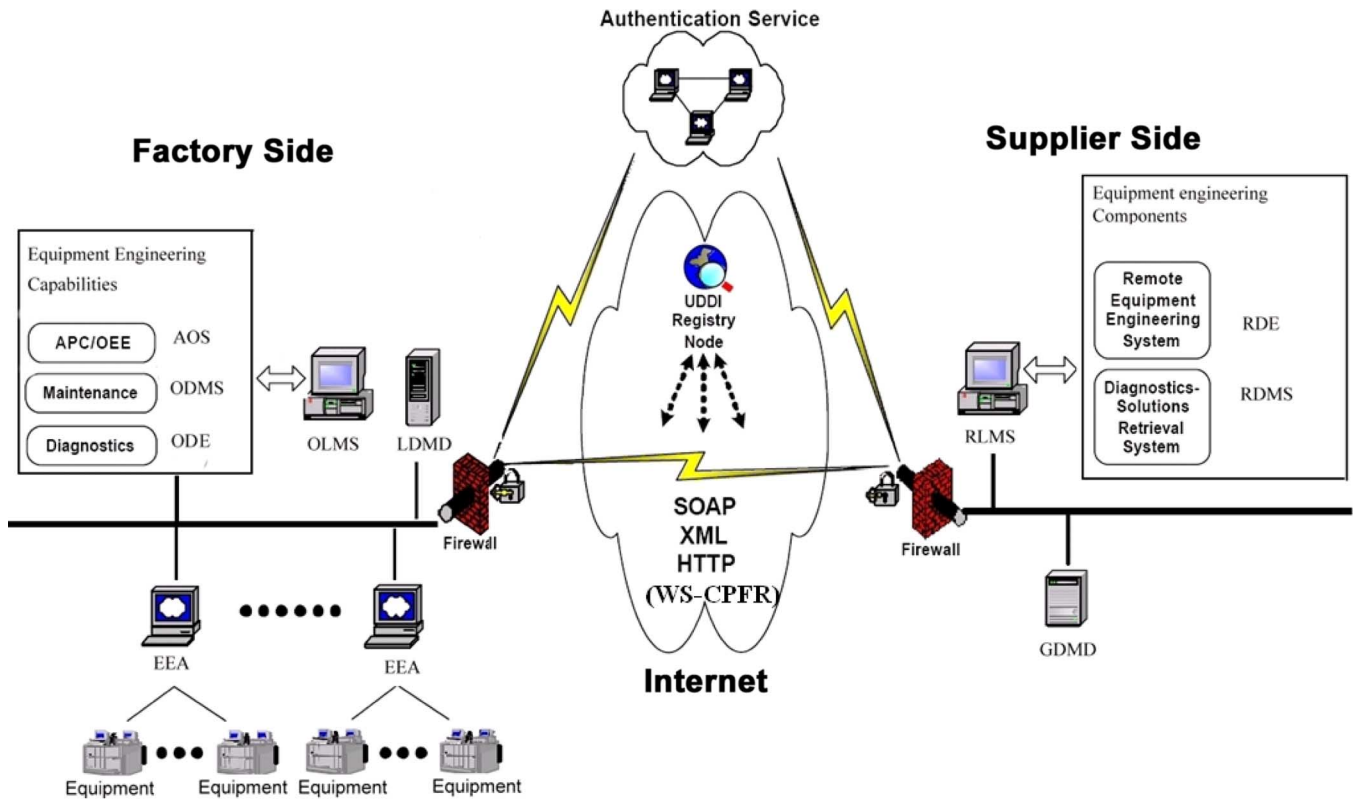 Authentication Service
Factory Side
Supplier Side
Equipment Engineering
Capabilities
APC/OEE
AOS
Maintenance
ODMS
Diagnostics
ODE
OLMS
LDMD
Firewall
EEA
EEA
Equipment
Equipment
Equipment
Equipment
UDDI
Registry
Node
SOAP
XML
HTTP
(WS-CPFR)
Internet
Equipment engineering
Components
Remote
Equipment
Engineering
System
RDE
Diagnostics-
Solutions
Retrieval
System
RDMS
RLMS
Firewall
GDMD